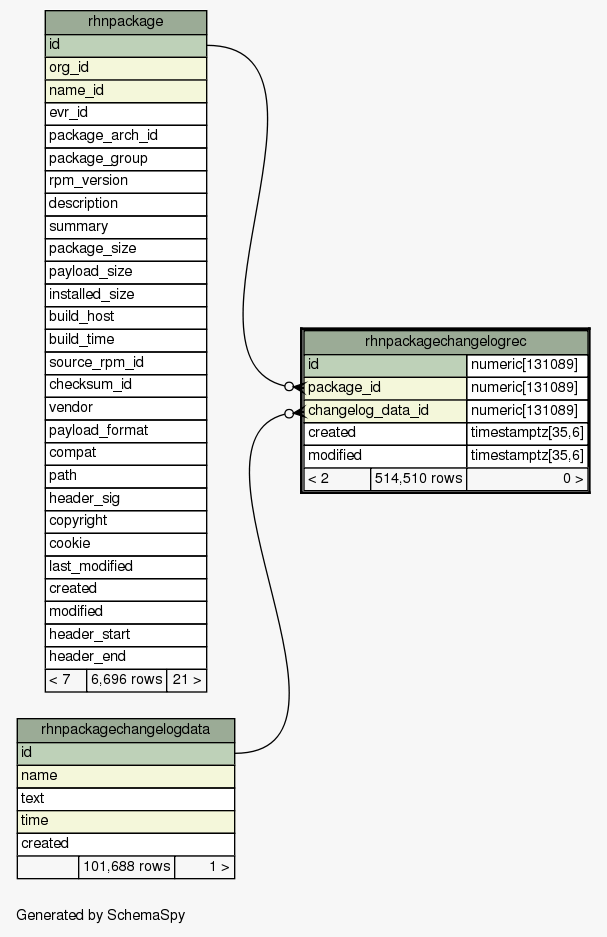 rhnpackage
id
org_id
name_id
evr_id
package_arch_id
package_group
rpm_version
description
summary
package_size
payload_size
installed_size
build_host
build_time
source_rpm_id
checksum_id
vendor
payload_format
compat
path
header_sig
copyright
cookie
last_modified
created
modified
header_start
header_end
< 7 6,696 rows 21 >
rhnpackagechangelogrec
id numeric[131089]
package_id numeric[131089]
changelog_data_id numeric[131089]
created timestamptz[35,6]
modified timestamptz[35,6]
< 2 514,510 rows 0 >
rhnpackagechangelogdata
id
name
text
time
created
101,688 rows 1 >
Generated by SchemaSpy